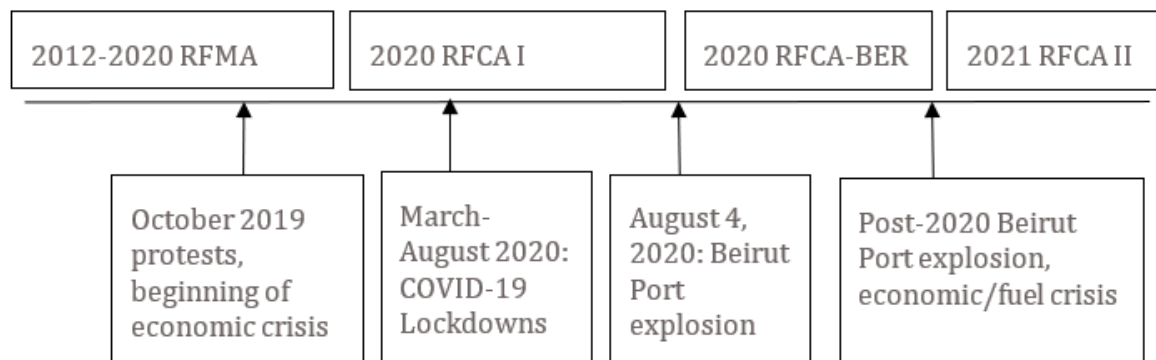 2012-2020 RFMA
2020 RFCA I
2020 RFCA-BER
2021 RFCA II
October 2019
protests,
beginning of
economic crisis
March-
August 2020:
COVID-19
Lockdowns
August 4,
2020: Beirut
Port
explosion
Post-2020 Beirut
Port explosion,
economic/fuel crisis